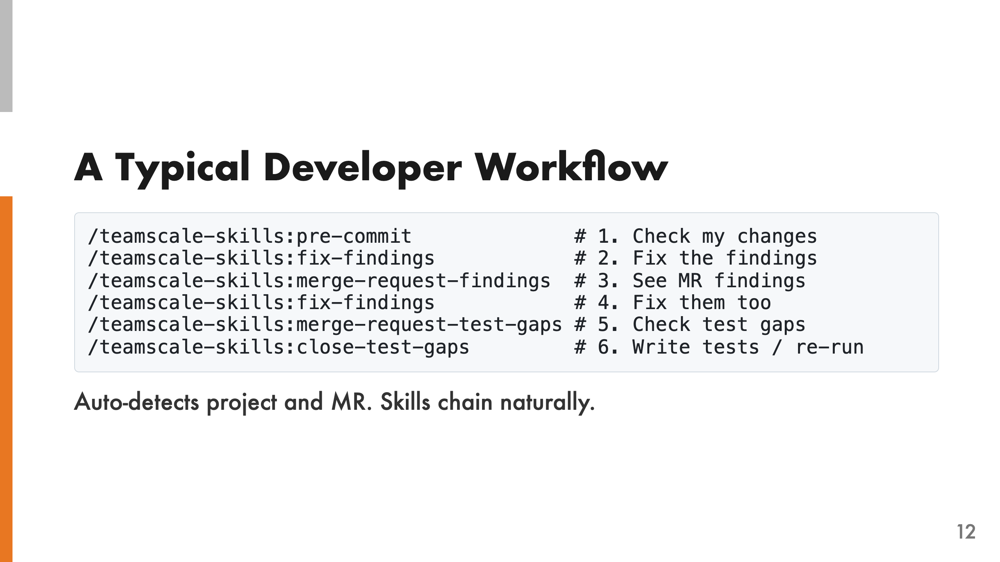 A Typical Developer Workflow
/teamscale-skills:pre-commit # 1. Check my changes
/teamscale-skills:fix-findings # 2. Fix the findings
/teamscale-skills:merge-request-findings # 3. See MR findings
/teamscale-skills:fix-findings # 4. Fix them too
/teamscale-skills:merge-request-test-gaps # 5. Check test gaps
/teamscale-skills:close-test-gaps # 6. Write tests / re-run
Auto-detects project and MR. Skills chain naturally.
12